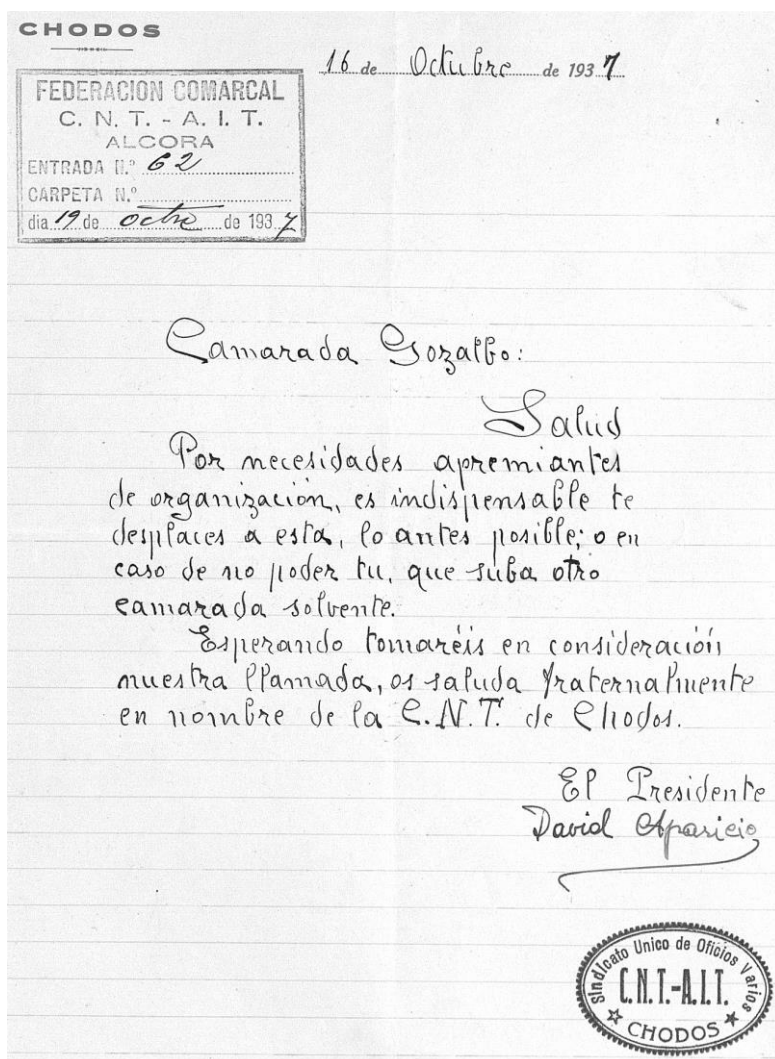 CHODOS
16 de Octubre de 1937
FEDERACION COMARCAL
C. N. T. - A. I. T.
ALCORA
ENTRADA N.º 62
CARPETA N.º
dia 19 de octre de 1937
Camarada Gozalbo:
Salud
Por necesidades apremiantes
de organización, es indispensable te
desplaces a esta, lo antes posible; o en
caso de no poder tu, que suba otro
camarada solvente.
Esperando tomaréis en consideración
nuestra llamada, os saluda fraternalmente
en nombre de la C.N.T. de Chodos.
El Presidente
David Aparicio
Sindicato Unico de Oficios Varios
C.N.T.-A.I.T.
CHODOS